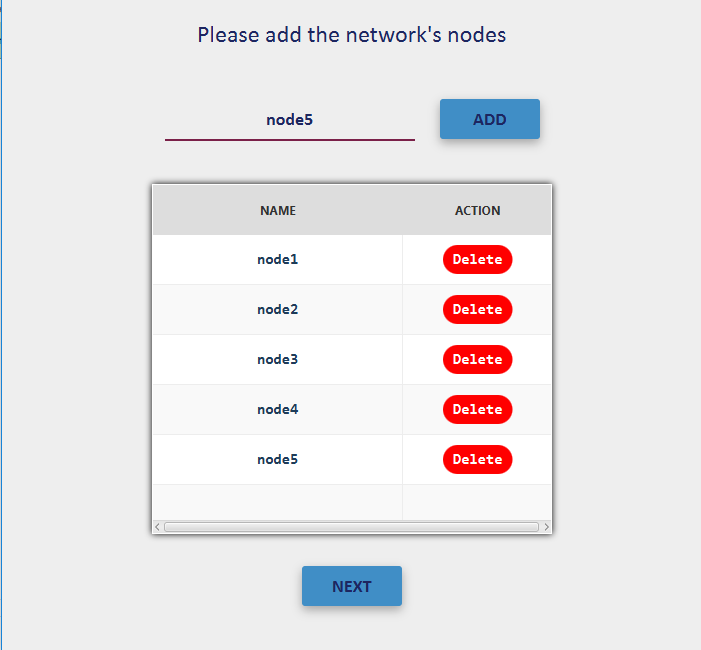 Please add the network's nodes
node5 ADD
NAME ACTION
node1 Delete
node2 Delete
node3 Delete
node4 Delete
node5 Delete
NEXT